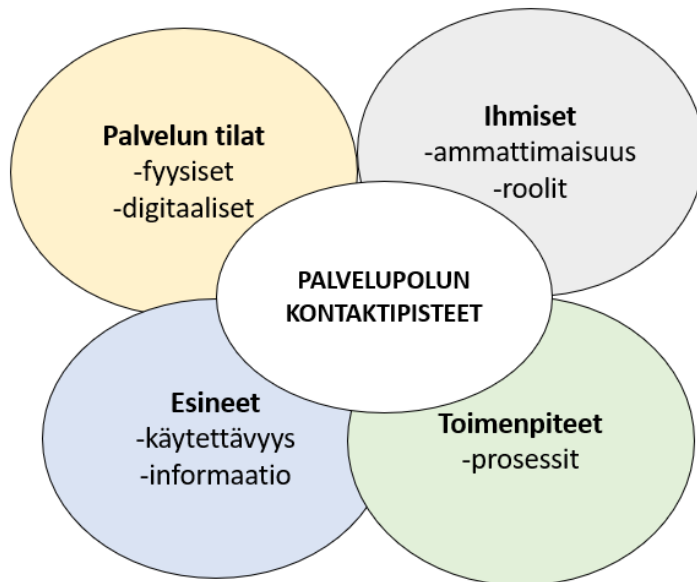 Palvelun tilat
-fyysiset
-digitaaliset
Ihmiset
-ammattimaisuus
-roolit
PALVELUPOLUN
KONTAKTIPISTEET
Esineet
-käytettävyys
-informaatio
Toimenpiteet
-prosessit